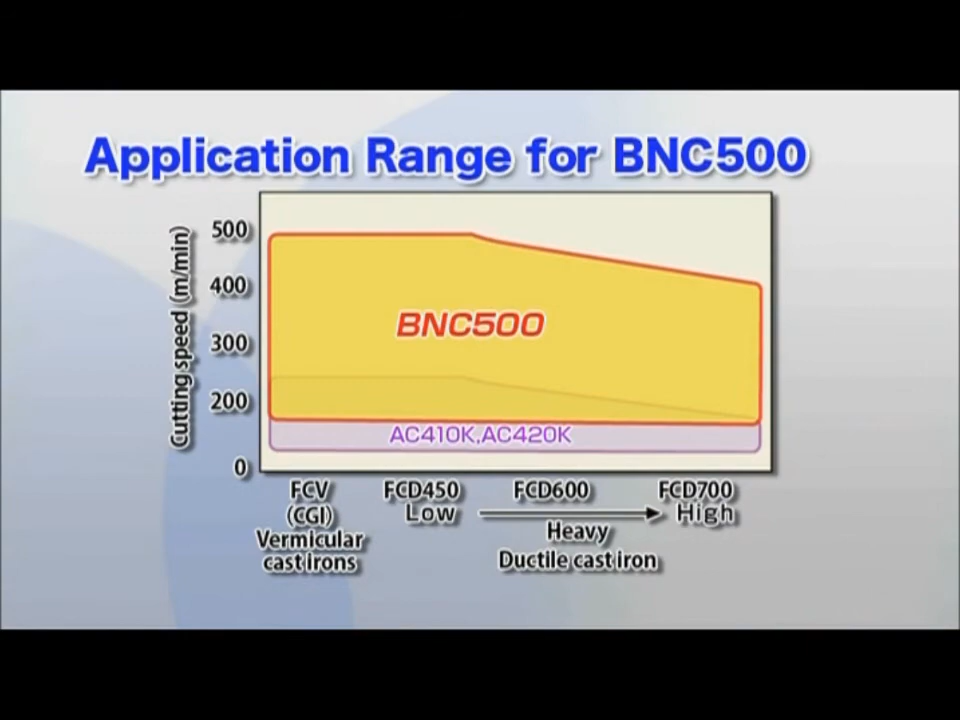 Application Range for BNC500
Cutting speed (m/min)
500
400
300
200
0
BNC500
AC410K,AC420K
FCV FCD450 FCD600 FCD700
(CGI) Low High
Vermicular Heavy
cast irons Ductile cast iron